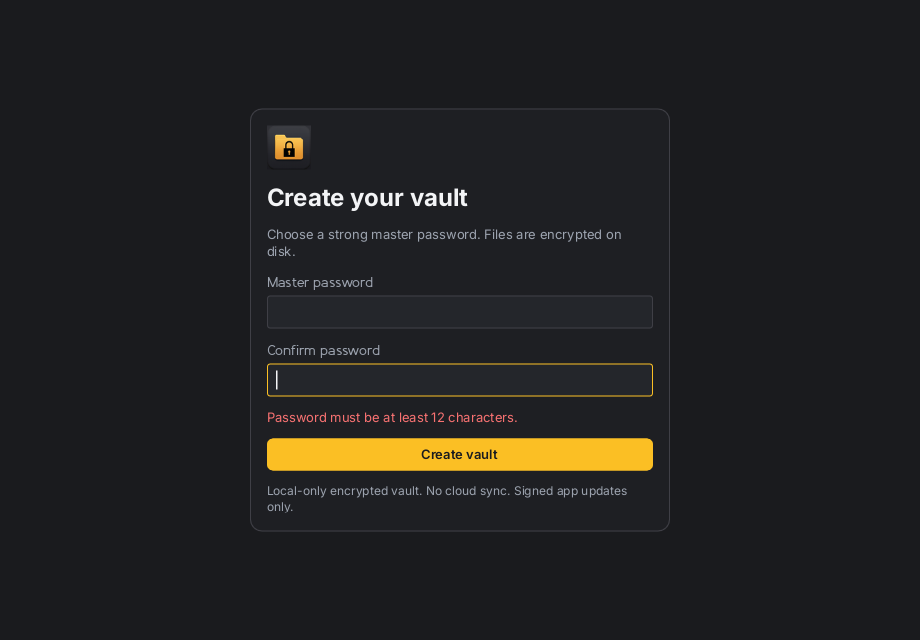 Create your vault
Choose a strong master password. Files are encrypted on
disk.
Master password
Confirm password
Password must be at least 12 characters.
Create vault
Local-only encrypted vault. No cloud sync. Signed app updates
only.